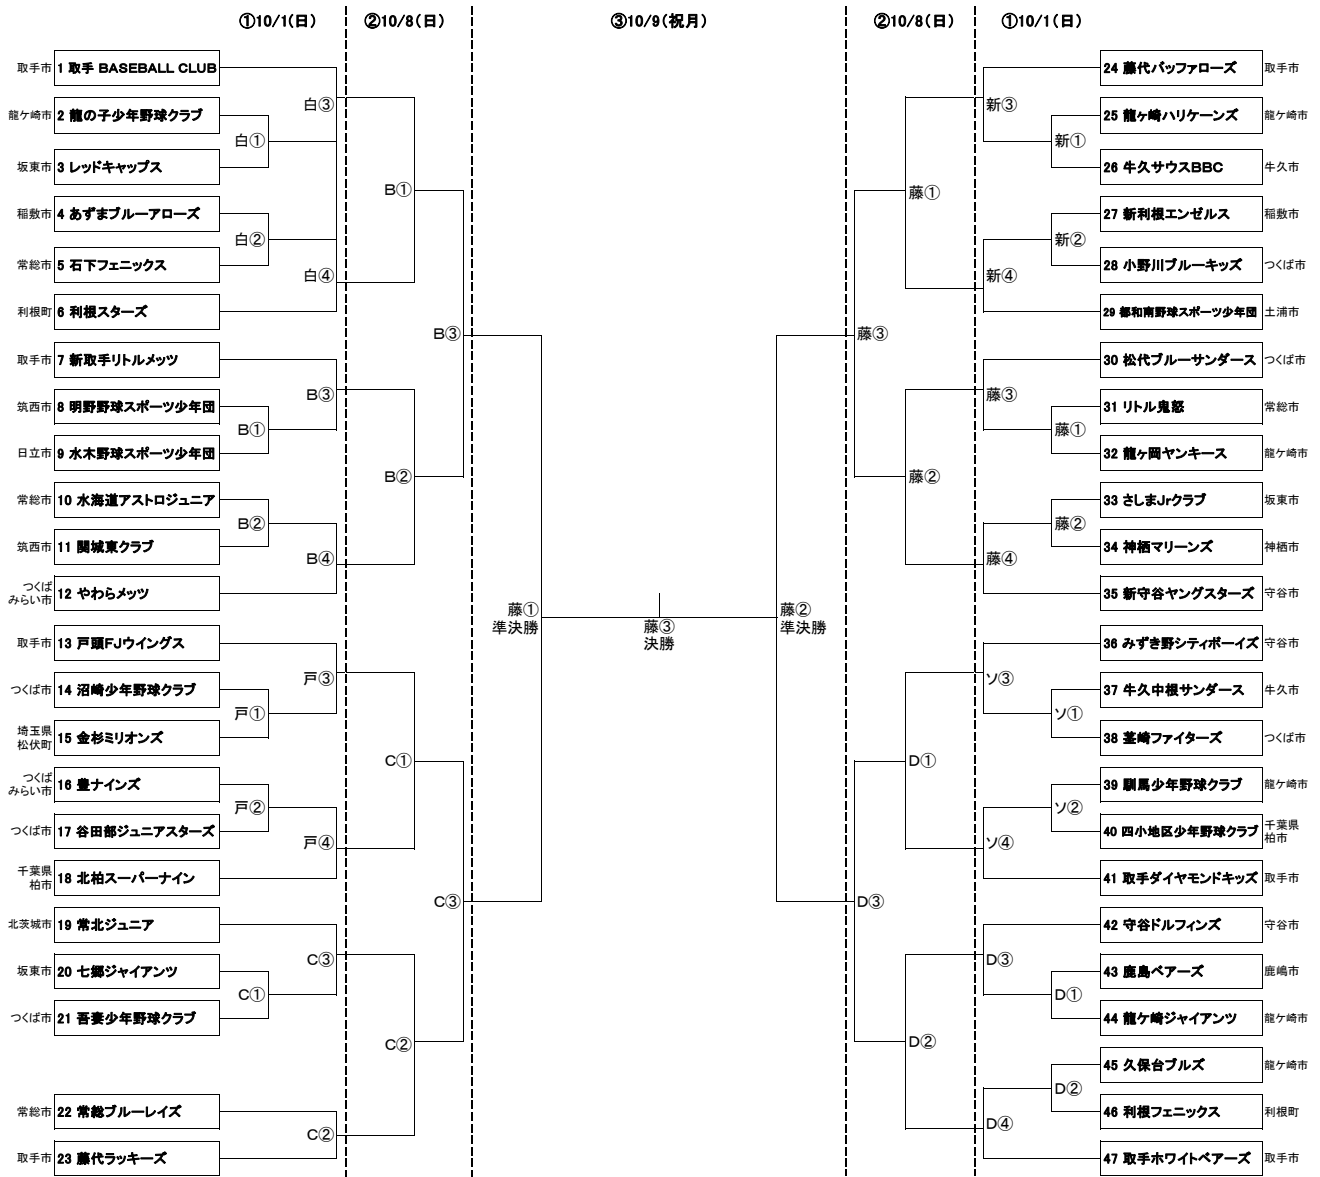 ①10/1(日)
②10/8(日)
③10/9(祝月)
②10/8(日)
①10/1(日)
取手市 1 取手 BASEBALL CLUB
龍ケ崎市 2 龍の子少年野球クラブ
坂東市 3 レッドキャップス
稲敷市 4 あずまブルーアローズ
常総市 5 石下フェニックス
利根町 6 利根スターズ
取手市 7 新取手リトルメッツ
筑西市 8 明野野球スポーツ少年団
日立市 9 水木野球スポーツ少年団
常総市 10 水海道アストロジュニア
筑西市 11 関城東クラブ
つくば
みらい市 12 やわらメッツ
取手市 13 戸頭FJウイングス
つくば市 14 沼崎少年野球クラブ
埼玉県
松伏町 15 金杉ミリオンズ
つくば
みらい市 16 豊ナインズ
つくば市 17 谷田部ジュニアスターズ
千葉県
柏市 18 北柏スーパーナイン
北茨城市 19 常北ジュニア
坂東市 20 七郷ジャイアンツ
つくば市 21 吾妻少年野球クラブ
常総市 22 常総ブルーレイズ
取手市 23 藤代ラッキーズ
白③
白①
白②
白④
B③
B①
B②
B④
戸③
戸①
戸②
戸④
C③
C①
C②
B①
B③
B②
C①
C③
C②
藤①
準決勝
藤③
決勝
藤②
準決勝
藤①
藤③
藤②
D①
D③
D②
新③
新①
新②
新④
藤③
藤①
藤②
藤④
ソ③
ソ①
ソ②
ソ④
D③
D①
D②
D④
24 藤代バッファローズ 取手市
25 龍ヶ崎ハリケーンズ 龍ケ崎市
26 牛久サウスBBC 牛久市
27 新利根エンゼルス 稲敷市
28 小野川ブルーキッズ つくば市
29 都和南野球スポーツ少年団 土浦市
30 松代ブルーサンダース つくば市
31 リトル鬼怒 常総市
32 龍ヶ岡ヤンキース 龍ケ崎市
33 さしまJrクラブ 坂東市
34 神栖マリーンズ 神栖市
35 新守谷ヤングスターズ 守谷市
36 みずき野シティボーイズ 守谷市
37 牛久中根サンダース 牛久市
38 茎崎ファイターズ つくば市
39 馴馬少年野球クラブ 龍ケ崎市
40 四小地区少年野球クラブ 千葉県
柏市
41 取手ダイヤモンドキッズ 取手市
42 守谷ドルフィンズ 守谷市
43 鹿島ベアーズ 鹿嶋市
44 龍ケ崎ジャイアンツ 龍ケ崎市
45 久保台ブルズ 龍ケ崎市
46 利根フェニックス 利根町
47 取手ホワイトベアーズ 取手市